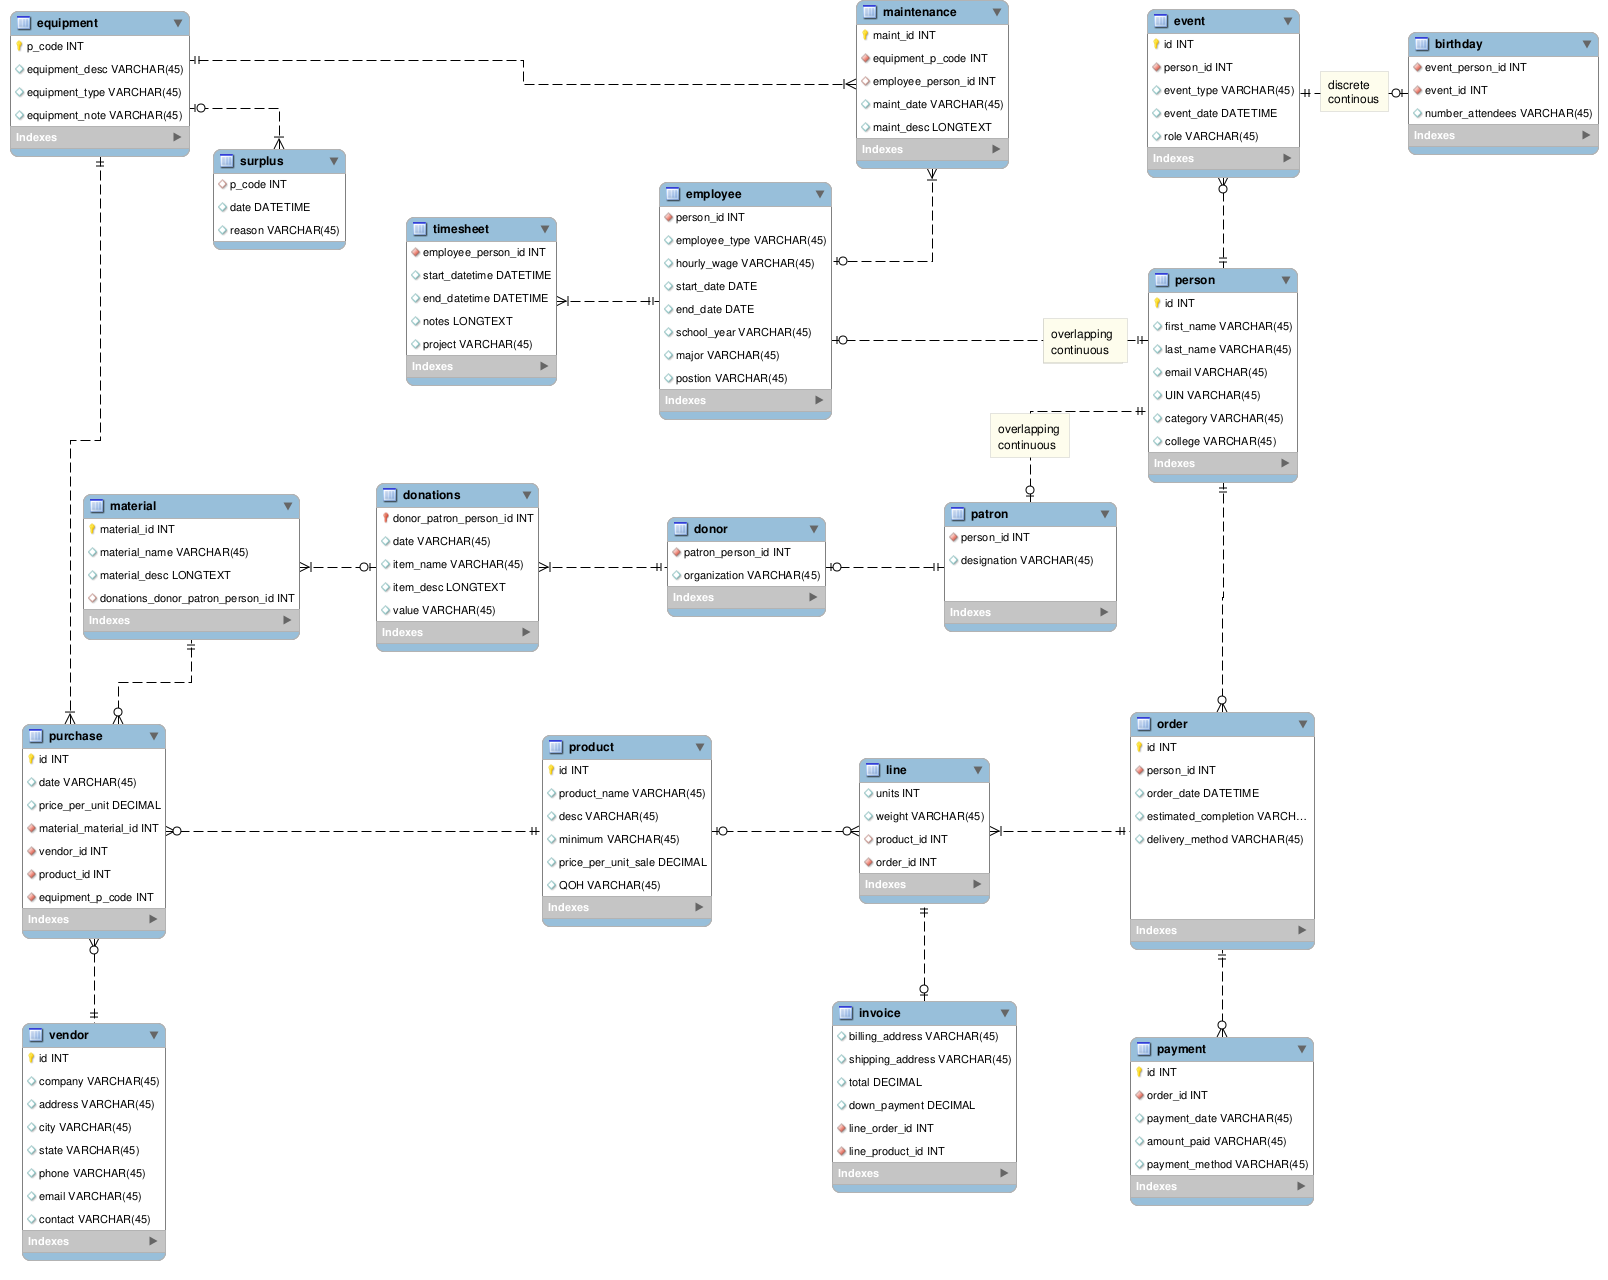 equipment
p_code INT
equipment_desc VARCHAR(45)
equipment_type VARCHAR(45)
equipment_note VARCHAR(45)
Indexes
surplus
p_code INT
date DATETIME
reason VARCHAR(45)
maintenance
maint_id INT
equipment_p_code INT
employee_person_id INT
maint_date VARCHAR(45)
maint_desc LONGTEXT
Indexes
event
id INT
person_id INT
event_type VARCHAR(45)
event_date DATETIME
role VARCHAR(45)
Indexes
discrete
continous
birthday
event_person_id INT
event_id INT
number_attendees VARCHAR(45)
Indexes
timesheet
employee_person_id INT
start_datetime DATETIME
end_datetime DATETIME
notes LONGTEXT
project VARCHAR(45)
Indexes
employee
person_id INT
employee_type VARCHAR(45)
hourly_wage VARCHAR(45)
start_date DATE
end_date DATE
school_year VARCHAR(45)
major VARCHAR(45)
postion VARCHAR(45)
Indexes
overlapping
continuous
person
id INT
first_name VARCHAR(45)
last_name VARCHAR(45)
email VARCHAR(45)
UIN VARCHAR(45)
category VARCHAR(45)
college VARCHAR(45)
Indexes
overlapping
continuous
material
material_id INT
material_name VARCHAR(45)
material_desc LONGTEXT
donations_donor_patron_person_id INT
Indexes
donations
donor_patron_person_id INT
date VARCHAR(45)
item_name VARCHAR(45)
item_desc LONGTEXT
value VARCHAR(45)
Indexes
donor
patron_person_id INT
organization VARCHAR(45)
Indexes
patron
person_id INT
designation VARCHAR(45)
Indexes
purchase
id INT
date VARCHAR(45)
price_per_unit DECIMAL
material_material_id INT
vendor_id INT
product_id INT
equipment_p_code INT
Indexes
product
id INT
product_name VARCHAR(45)
desc VARCHAR(45)
minimum VARCHAR(45)
price_per_unit_sale DECIMAL
QOH VARCHAR(45)
Indexes
line
units INT
weight VARCHAR(45)
product_id INT
order_id INT
Indexes
order
id INT
person_id INT
order_date DATETIME
estimated_completion VARCH...
delivery_method VARCHAR(45)
Indexes
vendor
id INT
company VARCHAR(45)
address VARCHAR(45)
city VARCHAR(45)
state VARCHAR(45)
phone VARCHAR(45)
email VARCHAR(45)
contact VARCHAR(45)
Indexes
invoice
billing_address VARCHAR(45)
shipping_address VARCHAR(45)
total DECIMAL
down_payment DECIMAL
line_order_id INT
line_product_id INT
Indexes
payment
id INT
order_id INT
payment_date VARCHAR(45)
amount_paid VARCHAR(45)
payment_method VARCHAR(45)
Indexes